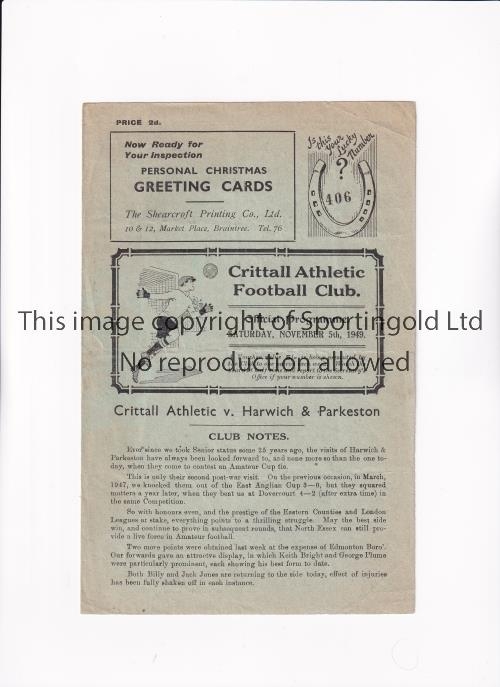 PRICE 2d.
Now Ready for
Your Inspection
PERSONAL CHRISTMAS
GREETING CARDS
The Shearcroft Printing Co., Ltd.
10 & 12, Market Place, Braintree. Tel. 76
Is this Your Lucky Number
?
406
Crittall Athletic
Football Club.
Official Programme
SATURDAY, NOVEMBER 5th, 1949.
Office if your number is shown.
This image is copyright of Sportingold Ltd
No reproduction allowed
Crittall Athletic v. Harwich & Parkeston
CLUB NOTES.
Ever since we took Senior status some 25 years ago, the visits of Harwich &
Parkeston have always been looked forward to, and none more so than the one to-
day, when they come to contest an Amateur Cup tie.
This is only their second post-war visit. On the previous occasion, in March,
1947, we knocked them out of the East Anglian Cup 3—0, but they squared
matters a year later, when they beat us at Dovercourt 4—2 (after extra time) in
the same Competition.
So with honours even, and the prestige of the Eastern Counties and London
Leagues at stake, everything points to a thrilling struggle. May the best side
win, and continue to prove in subsequent rounds, that North Essex can still pro-
vide a live force in Amateur football.
Two more points were obtained last week at the expense of Edmonton Boro'.
Our forwards gave an attractve display, in which Keith Bright and George Plume
were particularly prominent, each showing his best form to date.
Both Billy and Jack Jones are returning to the side today, effect of injuries
has been fully shaken off in each instance.